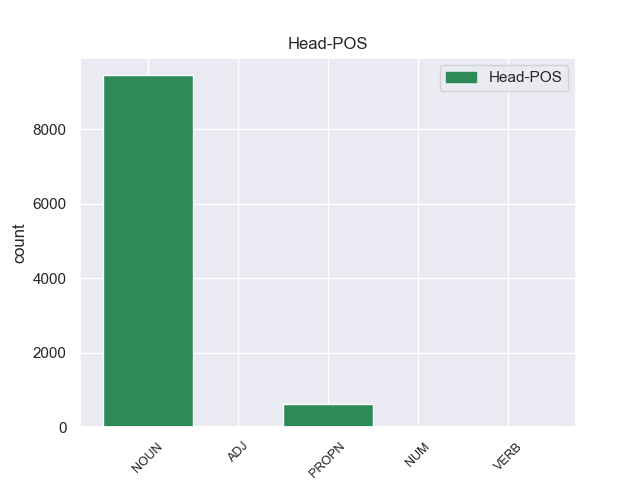 Head-POS
Head-POS
8000
6000
4000
2000
0
count
NOUN
ADJ
PROPN
NUM
VERB